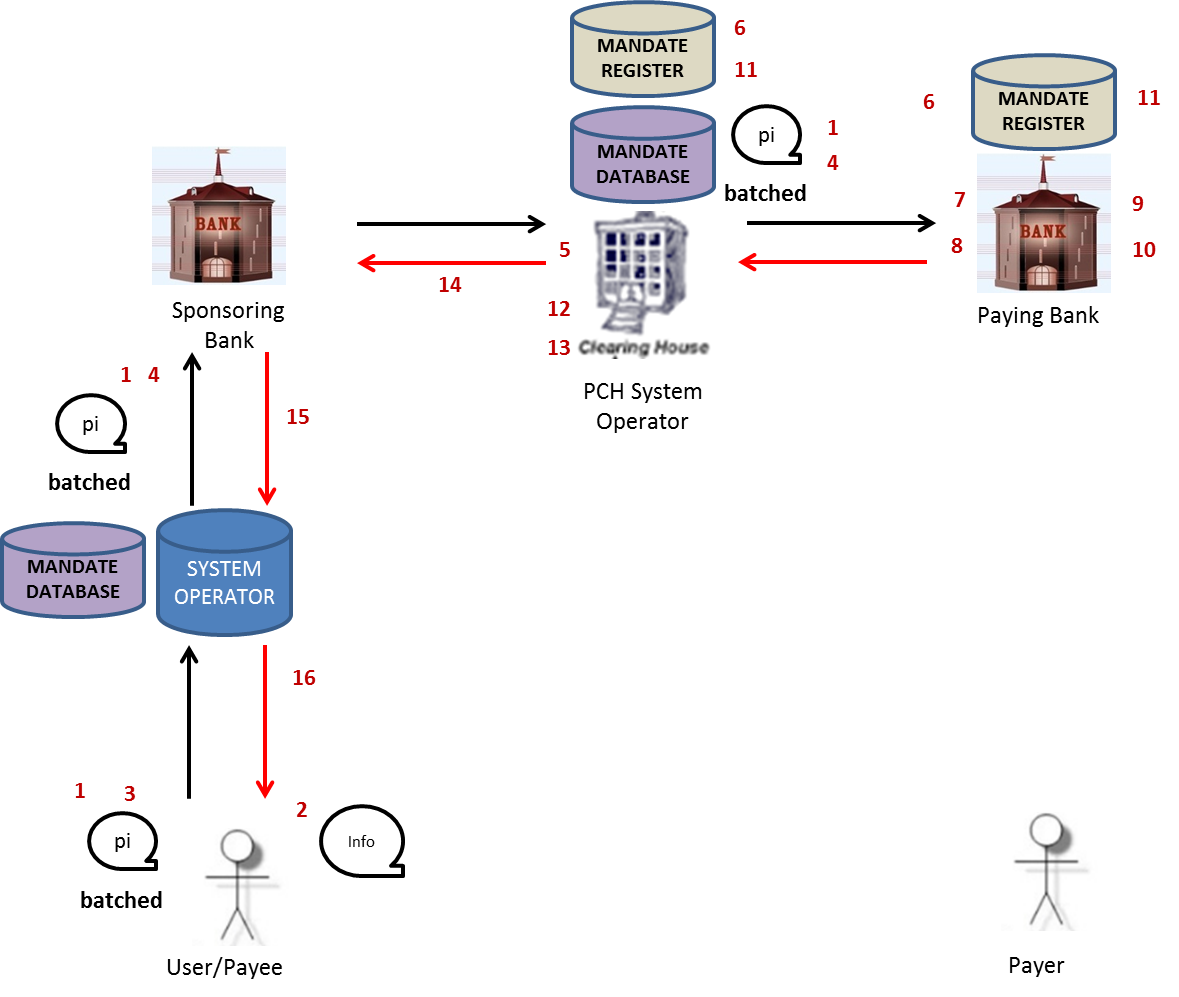 MANDATE
REGISTER
6
11
MANDATE
DATABASE
pi
1
4
batched
6
MANDATE
REGISTER
11
BANK
Sponsoring
Bank
14
5
12
13
Clearing House
PCH System
Operator
7
8
BANK
9
10
Paying Bank
1 4
pi
batched
15
MANDATE
DATABASE
SYSTEM
OPERATOR
16
1 3
pi
batched
2
Info
User/Payee
Payer